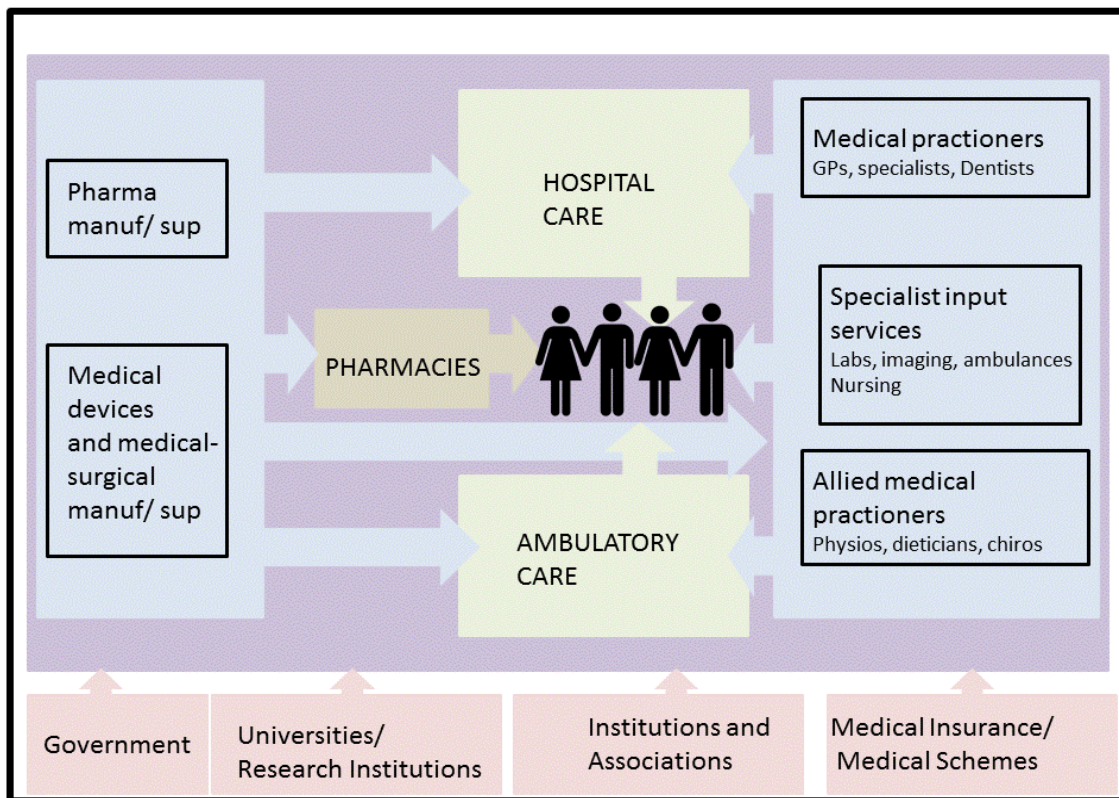 Pharma
manuf/ sup
Medical
devices
and medical-
surgical
manuf/ sup
PHARMACIES
HOSPITAL
CARE
AMBULATORY
CARE
Medical practioners
GPs, specialists, Dentists
Specialist input
services
Labs, imaging, ambulances
Nursing
Allied medical
practioners
Physios, dieticians, chiros
Government
Universities/
Research Institutions
Institutions and
Associations
Medical Insurance/
Medical Schemes